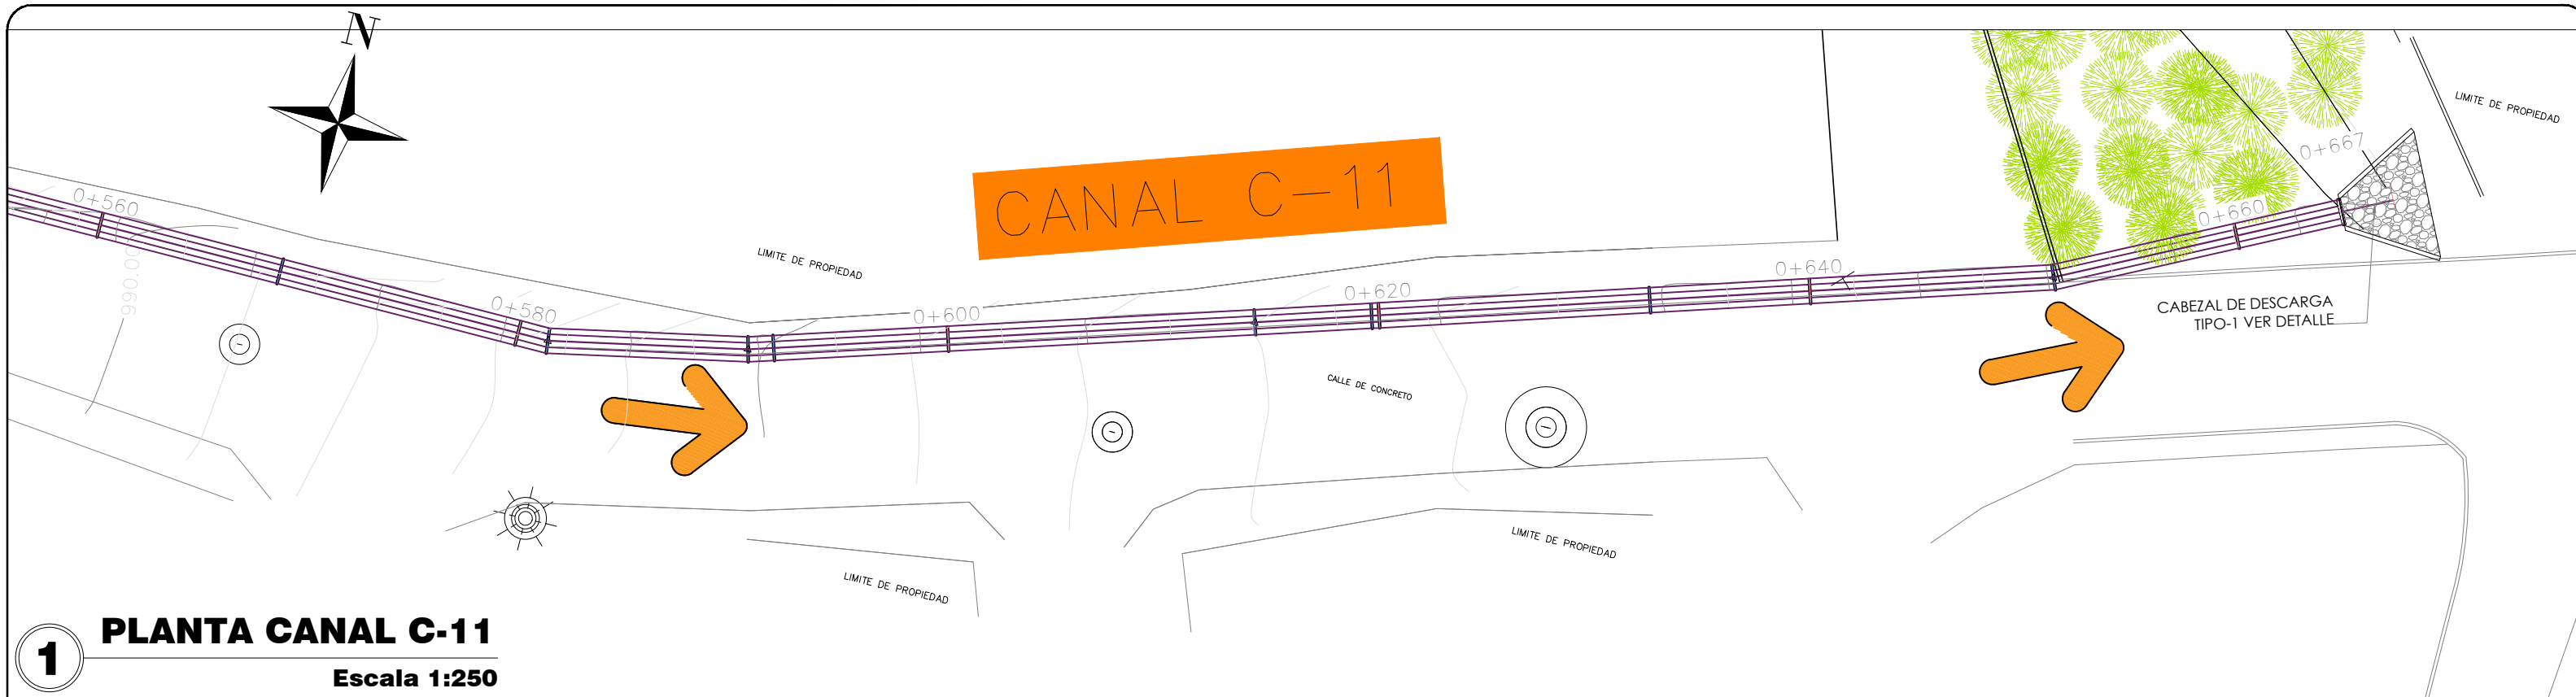 N
LIMITE DE PROPIEDAD
0+667
CANAL C-11
0+560
0+660
990.00
LIMITE DE PROPIEDAD
0+640
0+580
0+600
0+620
CABEZAL DE DESCARGA
TIPO-1 VER DETALLE
CALLE DE CONCRETO
LIMITE DE PROPIEDAD
LIMITE DE PROPIEDAD
1
PLANTA CANAL C-11
Escala 1:250